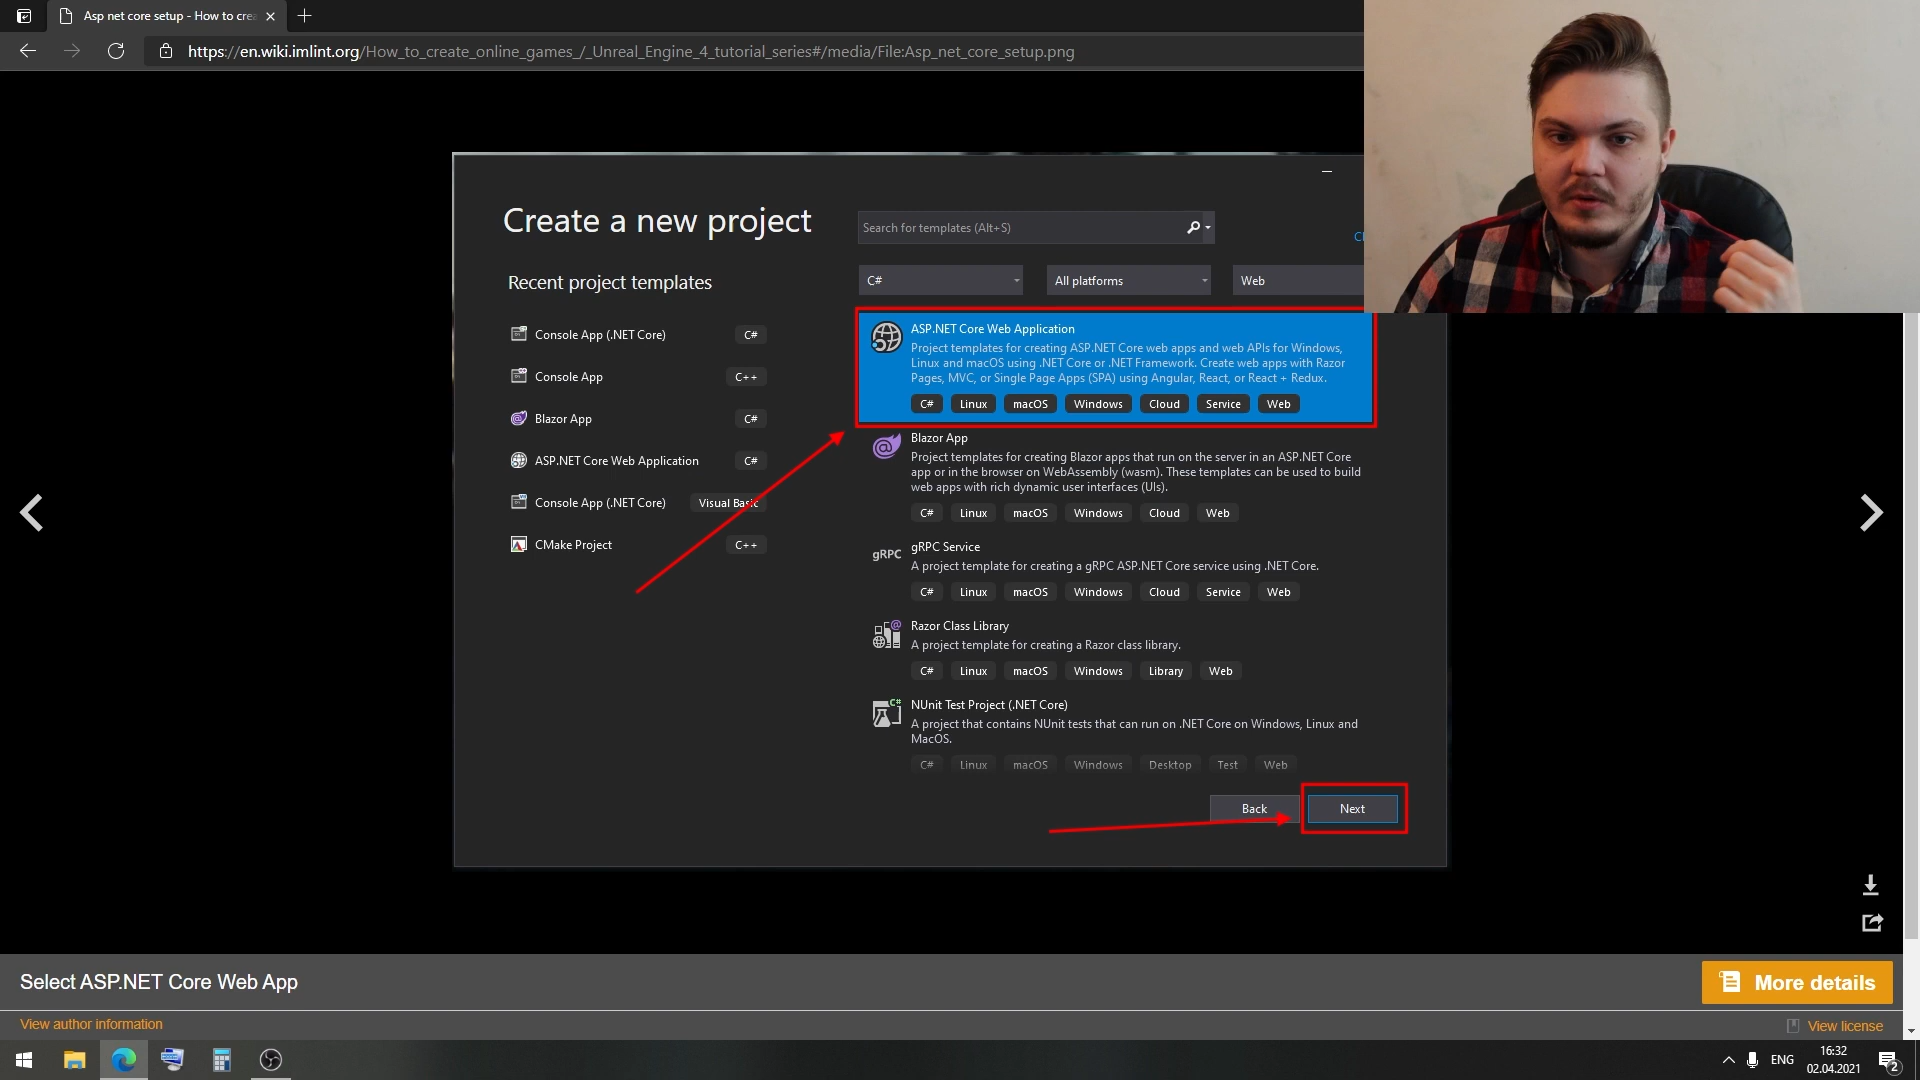 Asp net core setup - How to crea
https://en.wiki.imlint.org/How_to_create_online_games_/_Unreal_Engine_4_tutorial_series#/media/File:Asp_net_core_setup.png
Create a new project
Search for templates (Alt+S)
Cl
Recent project templates
C#
All platforms
Web
Console App (.NET Core) C#
Console App C++
Blazor App C#
ASP.NET Core Web Application C#
Console App (.NET Core) Visual Basic
CMake Project C++
ASP.NET Core Web Application
Project templates for creating ASP.NET Core web apps and web APIs for Windows,
Linux and macOS using .NET Core or .NET Framework. Create web apps with Razor
Pages, MVC, or Single Page Apps (SPA) using Angular, React, or React + Redux.
C# Linux macOS Windows Cloud Service Web
Blazor App
Project templates for creating Blazor apps that run on the server in an ASP.NET Core
app or in the browser on WebAssembly (wasm). These templates can be used to build
web apps with rich dynamic user interfaces (UIs).
C# Linux macOS Windows Cloud Web
gRPC
gRPC Service
A project template for creating a gRPC ASP.NET Core service using .NET Core.
C# Linux macOS Windows Cloud Service Web
Razor Class Library
A project template for creating a Razor class library.
C# Linux macOS Windows Library Web
NUnit Test Project (.NET Core)
A project that contains NUnit tests that can run on .NET Core on Windows, Linux and
MacOS.
C# Linux macOS Windows Desktop Test Web
Back
Next
Select ASP.NET Core Web App
More details
View author information
View license
ENG
16:32
02.04.2021
2